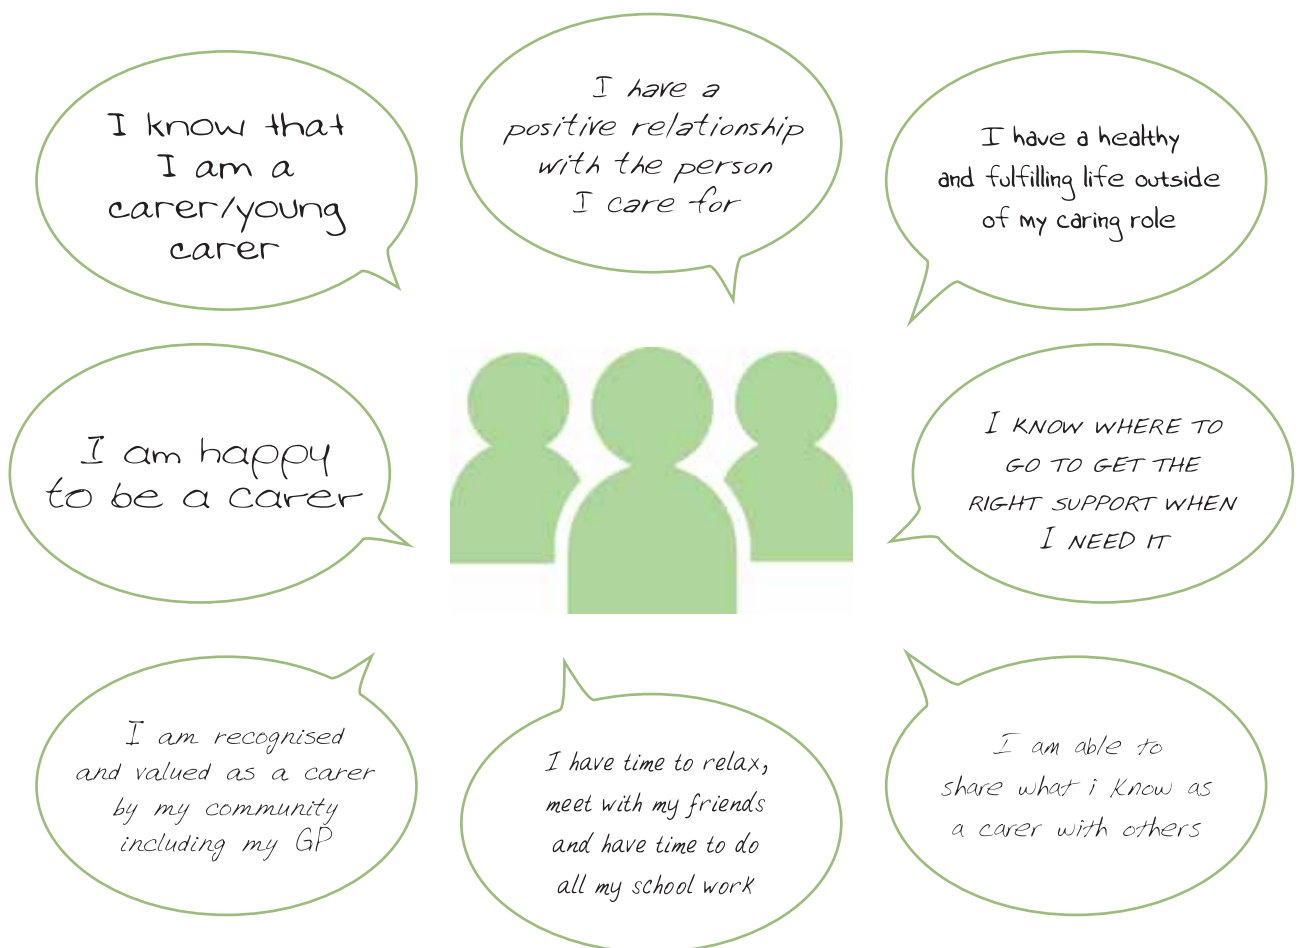 I know that
I am a
carer/young
carer
I have a
positive relationship
with the person
I care for
I have a healthy
and fulfilling life outside
of my caring role
I am happy
to be a carer
I KNOW WHERE TO
GO TO GET THE
RIGHT SUPPORT WHEN
I NEED IT
I am recognised
and valued as a carer
by my community
including my GP
I have time to relax,
meet with my friends
and have time to do
all my school work
I am able to
share what i know as
a carer with others